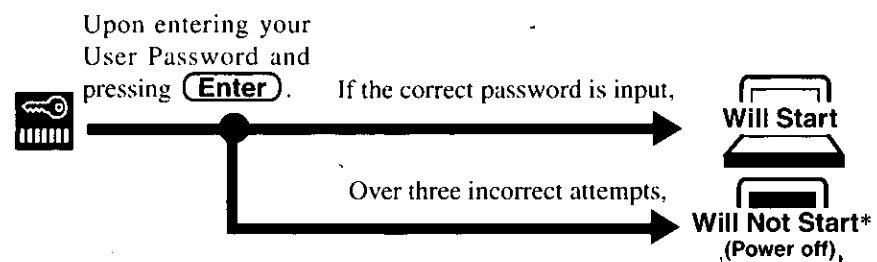 Upon entering your
User Password and
pressing Enter.
If the correct password is input,
Will Start
Over three incorrect attempts,
Will Not Start*
(Power off)